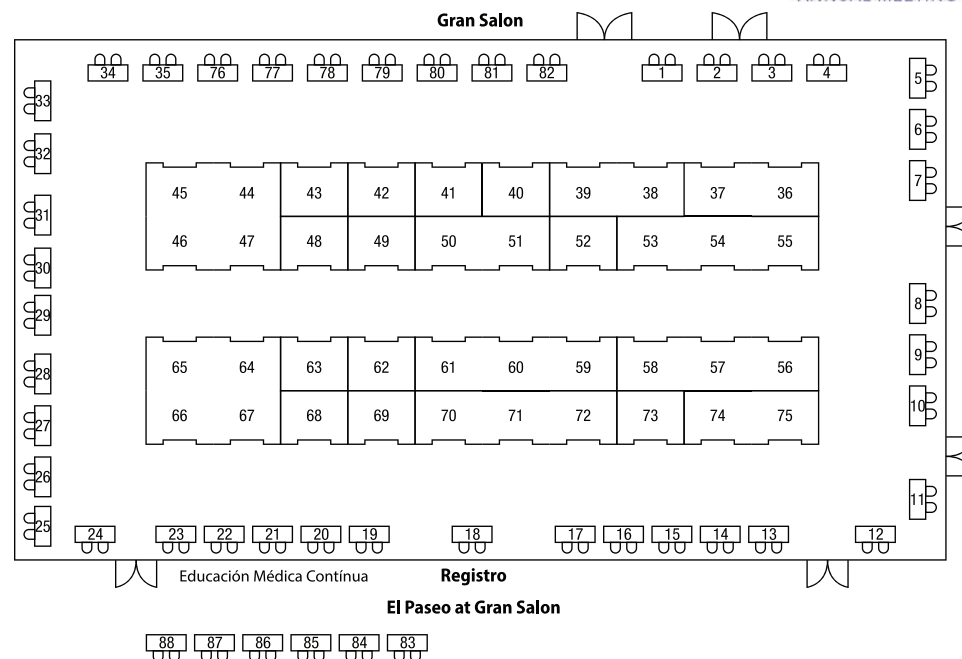 ANNUAL MEETING
Gran Salon
34 35 76 77 78 79 80 81 82 1 2 3 4
5
33
6
32
7
45 44 43 42 41 40 39 38 37 36
31
46 47 48 49 50 51 52 53 54 55
30
8
29
9
65 64 63 62 61 60 59 58 57 56
28
10
66 67 68 69 70 71 72 73 74 75
27
26
11
25
24 23 22 21 20 19 18 17 16 15 14 13 12
Educación Médica Contínua Registro
El Paseo at Gran Salon
88 87 86 85 84 83